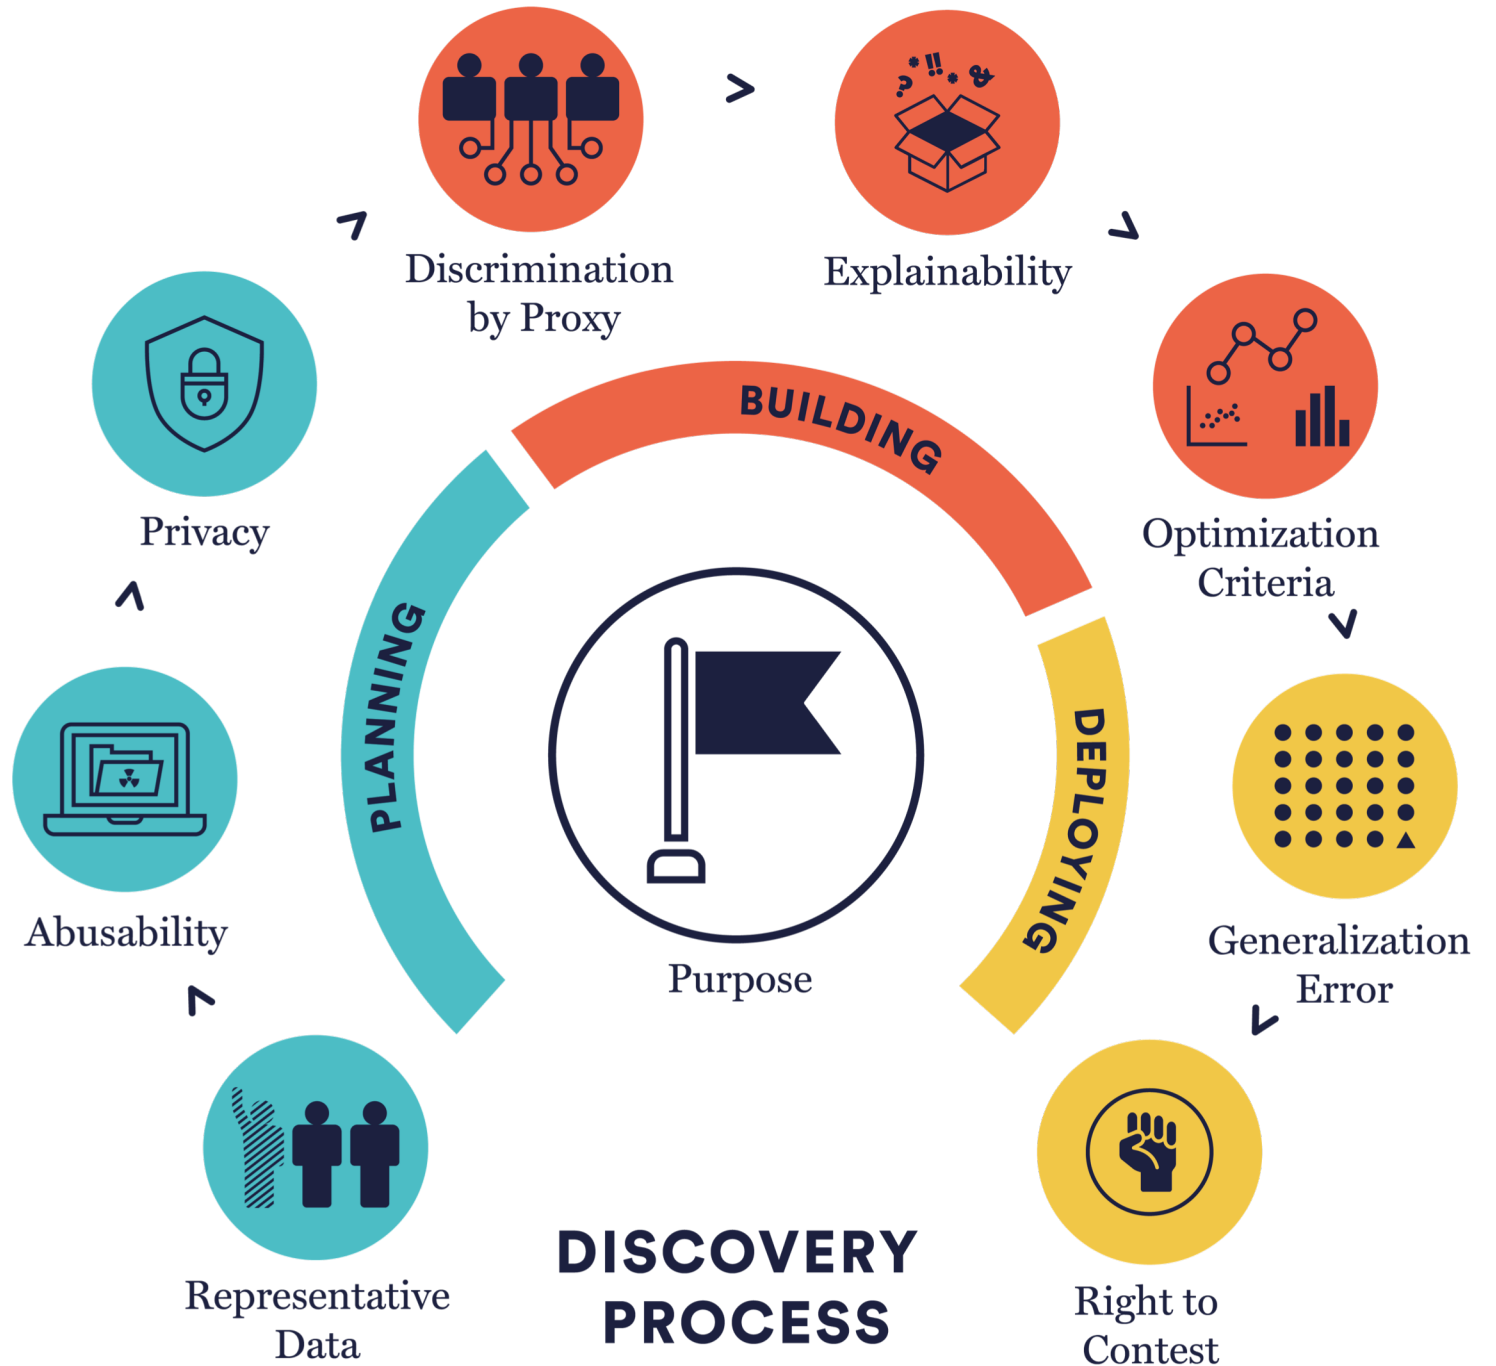 Discrimination
by Proxy
Explainability
Privacy
Optimization
Criteria
BUILDING
PLANNING
DEPLOYING
Abusability
Generalization
Error
Purpose
Representative
Data
Right to
Contest
DISCOVERY
PROCESS
? * !! * &